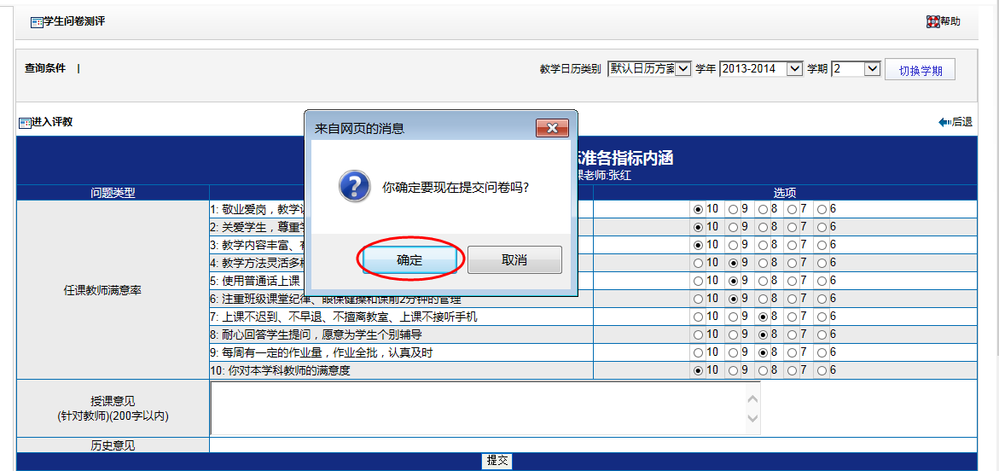 学生问卷测评
帮助
查询条件 |
教学日历类别 默认日历方案 学年 2013-2014 学期 2 切换学期
进入评教
后退
来自网页的消息
你确定要现在提交问卷吗?
确定 取消
准各指标内涵
老师:张红
问题类型 选项
任课教师满意率
1: 敬业爱岗，教学 10 9 8 7 6
2: 关爱学生，尊重 10 9 8 7 6
3: 教学内容丰富、 10 9 8 7 6
4: 教学方法灵活多 10 9 8 7 6
5: 使用普通话上课 10 9 8 7 6
6: 注重班级课堂纪律、眼保健操和课前2分钟的管理 10 9 8 7 6
7: 上课不迟到、不早退、不擅离教室、上课不接听手机 10 9 8 7 6
8: 耐心回答学生提问，愿意为学生个别辅导 10 9 8 7 6
9: 每周有一定的作业量，作业全批，认真及时 10 9 8 7 6
10: 你对本学科教师的满意度 10 9 8 7 6
授课意见
(针对教师)(200字以内)
历史意见
提交